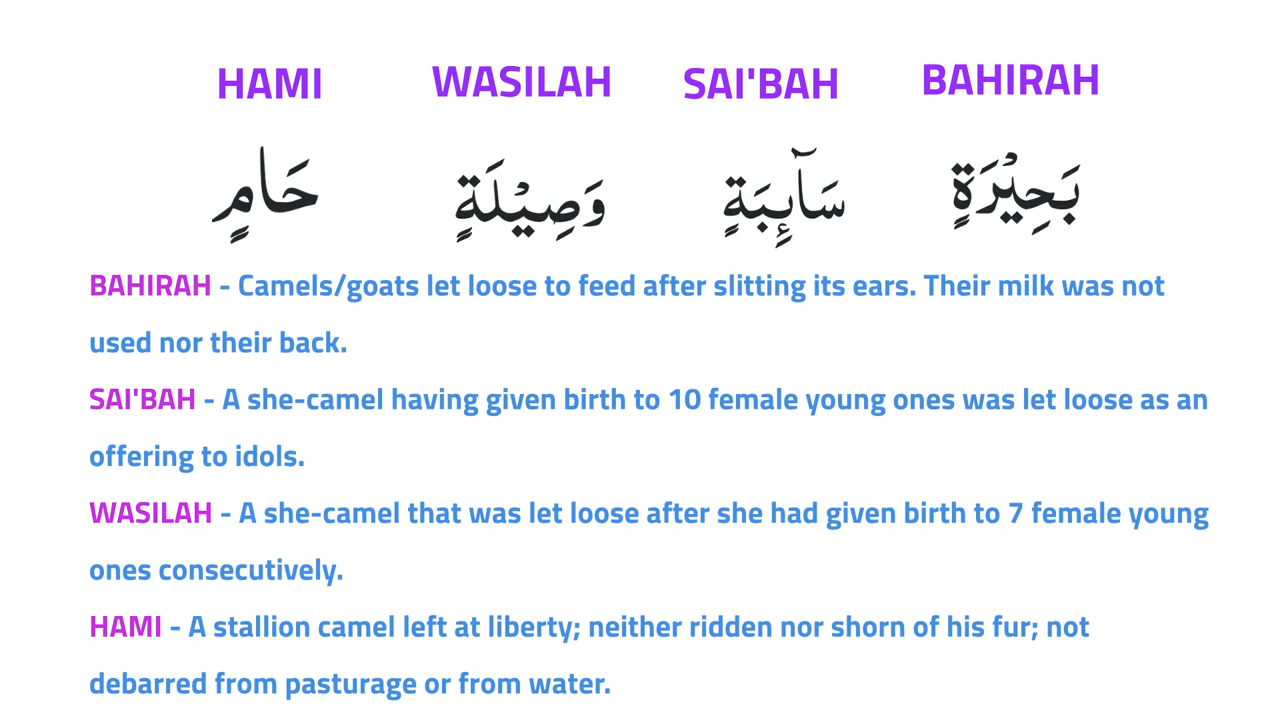 HAMI WASILAH SAI'BAH BAHIRAH
بَحِيْرَةٍ سَآىِٕبَةٍ وَصِيْلَةٍ حَامٍ
BAHIRAH - Camels/goats let loose to feed after slitting its ears. Their milk was not
used nor their back.
SAI'BAH - A she-camel having given birth to 10 female young ones was let loose as an
offering to idols.
WASILAH - A she-camel that was let loose after she had given birth to 7 female young
ones consecutively.
HAMI - A stallion camel left at liberty; neither ridden nor shorn of his fur; not
debarred from pasturage or from water.